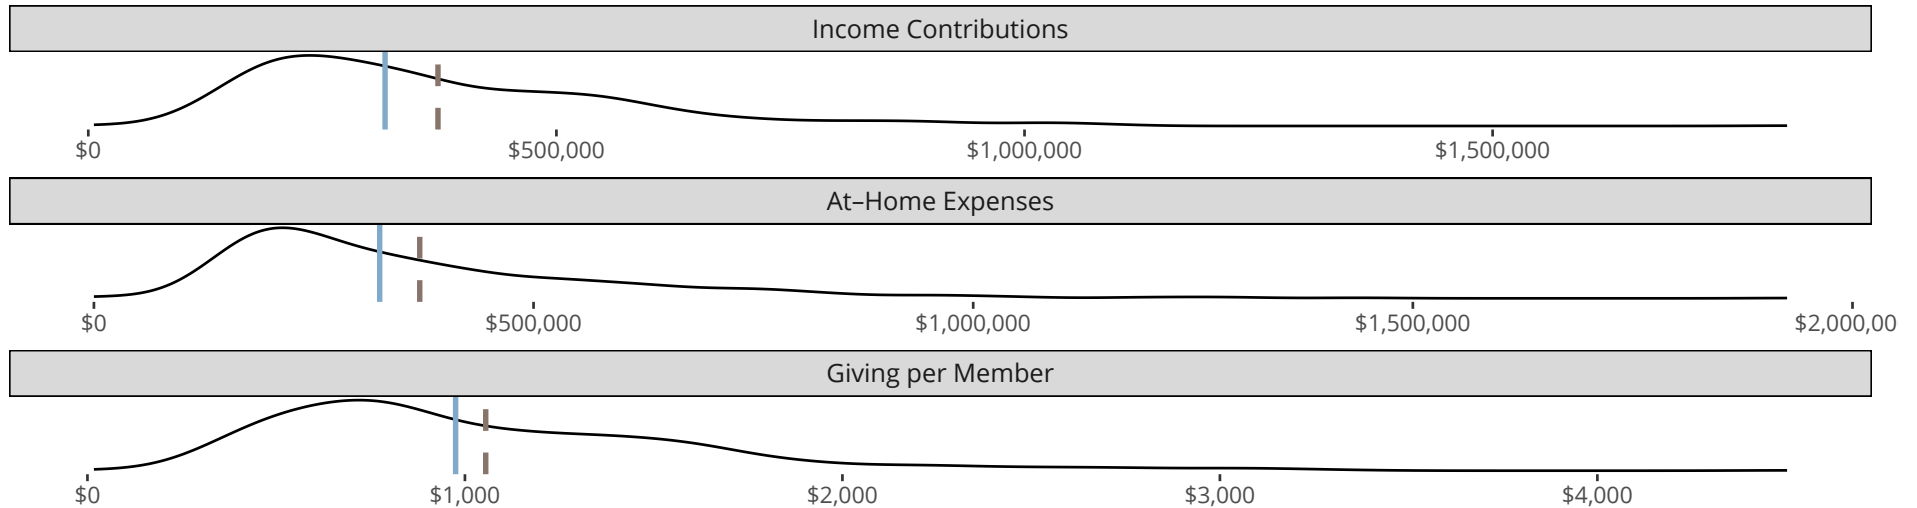 Income Contributions
$0 $500,000 $1,000,000 $1,500,000
At–Home Expenses
$0 $500,000 $1,000,000 $1,500,000 $2,000,00
Giving per Member
$0 $1,000 $2,000 $3,000 $4,000